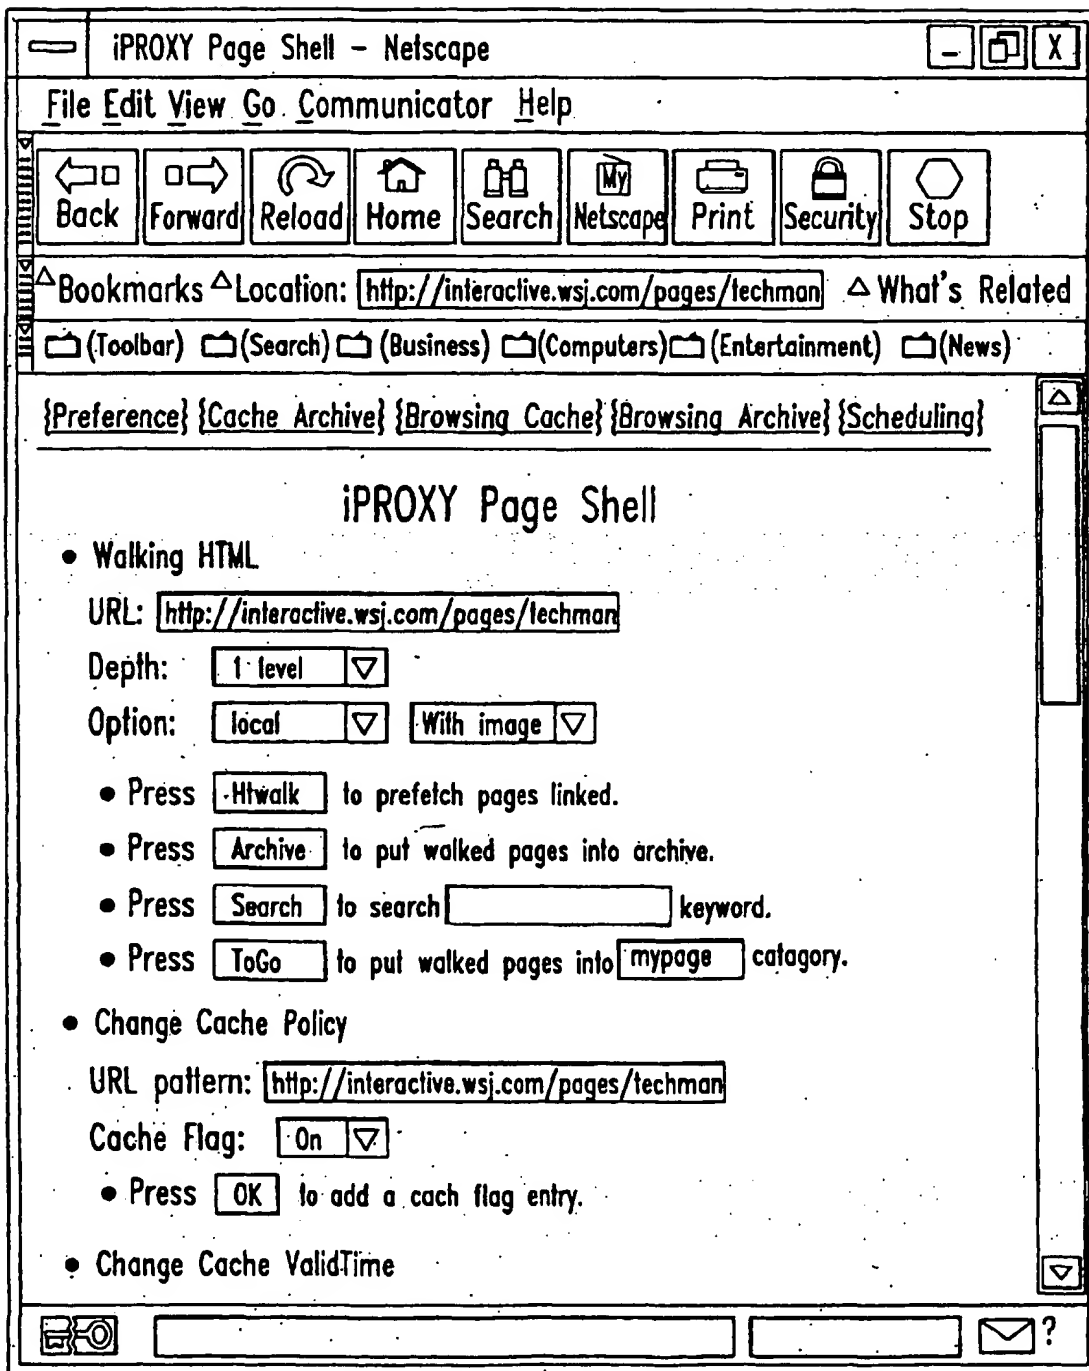 iPROXY Page Shell - Netscape
File Edit View Go Communicator Help
Back Forward Reload Home Search My Netscape Print Security Stop
Bookmarks Location: http://interactive.wsj.com/pages/techman What's Related
(Toolbar) (Search) (Business) (Computers) (Entertainment) (News)
{Preference} {Cache Archive} {Browsing Cache} {Browsing Archive} {Scheduling}
iPROXY Page Shell
• Walking HTML
URL: http://interactive.wsj.com/pages/techman
Depth: 1 level
Option: local With image
• Press Htwalk to prefetch pages linked.
• Press Archive to put walked pages into archive.
• Press Search to search keyword.
• Press ToGo to put walked pages into mypage catagory.
• Change Cache Policy
URL pattern: http://interactive.wsj.com/pages/techman
Cache Flag: On
• Press OK to add a cach flag entry.
• Change Cache ValidTime
?